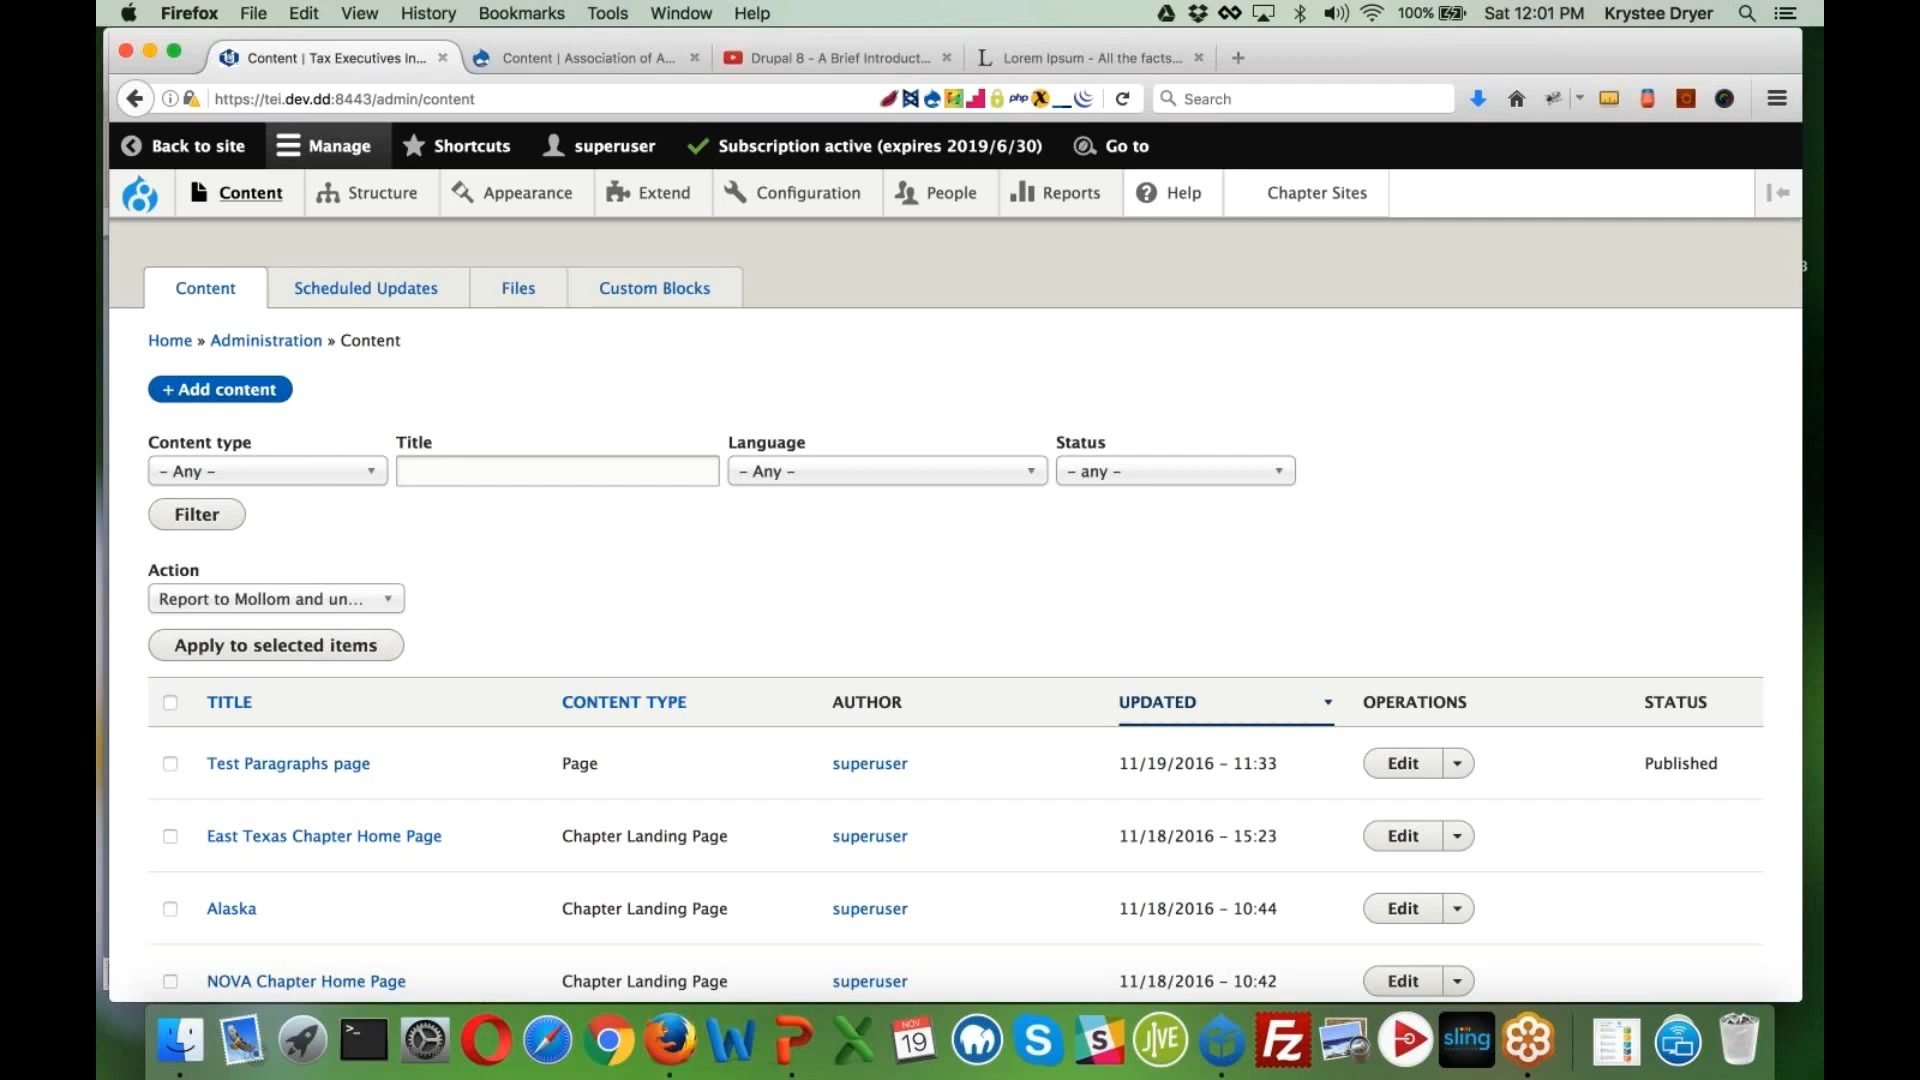 Firefox File Edit View History Bookmarks Tools Window Help 100% Sat 12:01 PM Krystee Dryer
Content | Tax Executives In... Content | Association of A... Drupal 8 - A Brief Introduct... L Lorem Ipsum - All the facts...
https://tei.dev.dd:8443/admin/content php Search
Back to site Manage Shortcuts superuser Subscription active (expires 2019/6/30) Go to
Content Structure Appearance Extend Configuration People Reports Help Chapter Sites
Content Scheduled Updates Files Custom Blocks
Home » Administration » Content
+ Add content
Content type Title Language Status
- Any - - Any - - any -
Filter
Action
Report to Mollom and un...
Apply to selected items
TITLE CONTENT TYPE AUTHOR UPDATED OPERATIONS STATUS
Test Paragraphs page Page superuser 11/19/2016 - 11:33 Edit Published
East Texas Chapter Home Page Chapter Landing Page superuser 11/18/2016 - 15:23 Edit
Alaska Chapter Landing Page superuser 11/18/2016 - 10:44 Edit
NOVA Chapter Home Page Chapter Landing Page superuser 11/18/2016 - 10:42 Edit
NOV 19 S JIVE FZ sling